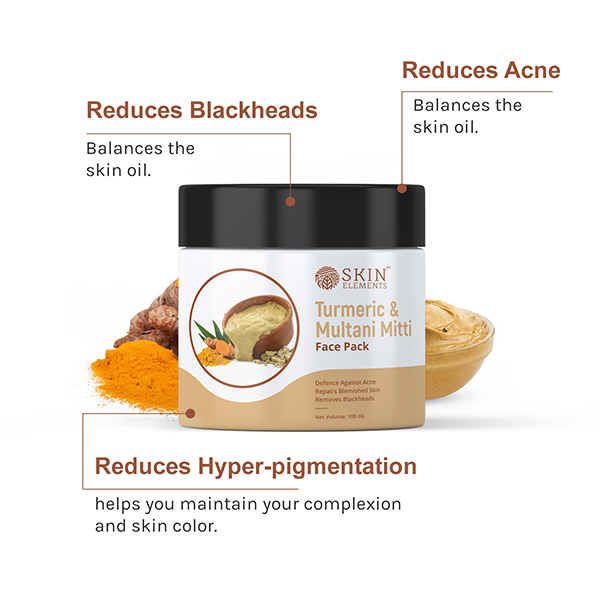 Reduces Acne
Balances the
skin oil.
Reduces Blackheads
Balances the
skin oil.
SKIN™
ELEMENTS
Turmeric &
Multani Mitti
Face Pack
Defence Against Acne
Repairs Blemished Skin
Removes Blackheads
Net Volume: 100 mL
Reduces Hyper-pigmentation
helps you maintain your complexion
and skin color.